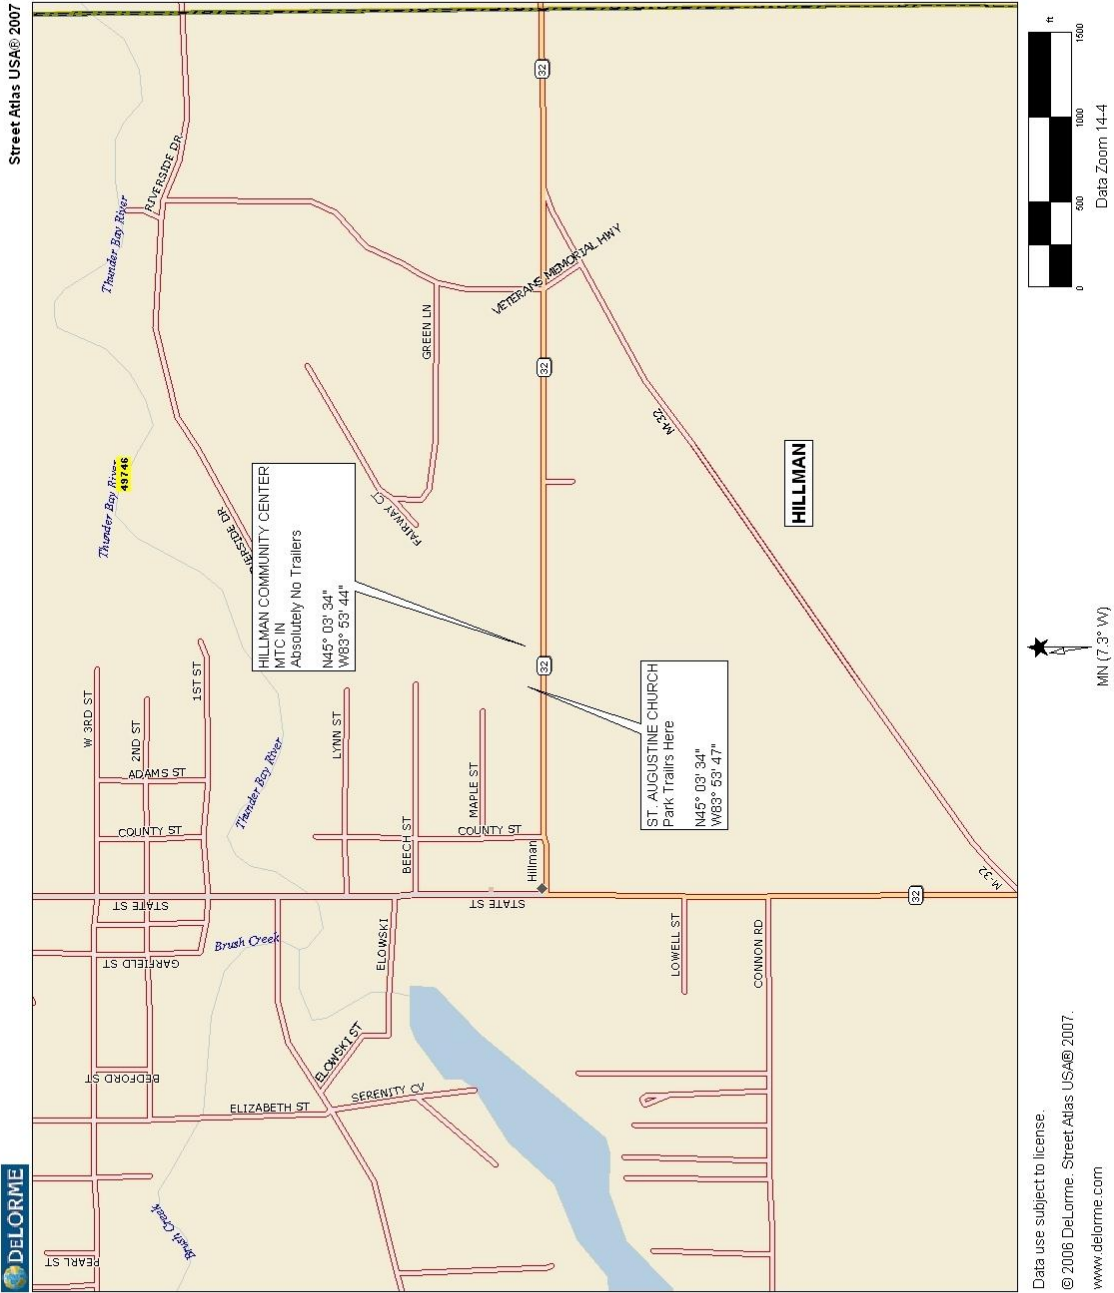 DELORME
Street Atlas USA® 2007
PEARL ST
BEDFORD ST
GARFIELD ST
STATE ST
W 3RD ST
2ND ST
ADAMS ST
COUNTY ST
1ST ST
Thunder Bay River
49746
Thunder Bay River
RIVERSIDE DR
Brush Creek
Brush Creek
Thunder Bay River
ELIZABETH ST
ELOWSKI ST
SERENITY CV
ELOWSKI
LYNN ST
BEECH ST
MAPLE ST
COUNTY ST
STATE ST
Hillman
RIVERSIDE DR
HILLMAN COMMUNITY CENTER
MTC IN
Absolutely No Trailers
N45° 03' 34"
W83° 53' 44"
FAIRWAY CT
GREEN LN
VETERANS MEMORIAL HWY
32
32
32
32
ST. AUGUSTINE CHURCH
Park Trailrs Here
N45° 03' 34"
W83° 53' 47"
M-32
HILLMAN
LOWELL ST
CONNON RD
M-32
Data use subject to license.
© 2006 DeLorme. Street Atlas USA® 2007.
www.delorme.com
MN (7.3° W)
ft
0 500 1000 1500
Data Zoom 14-4